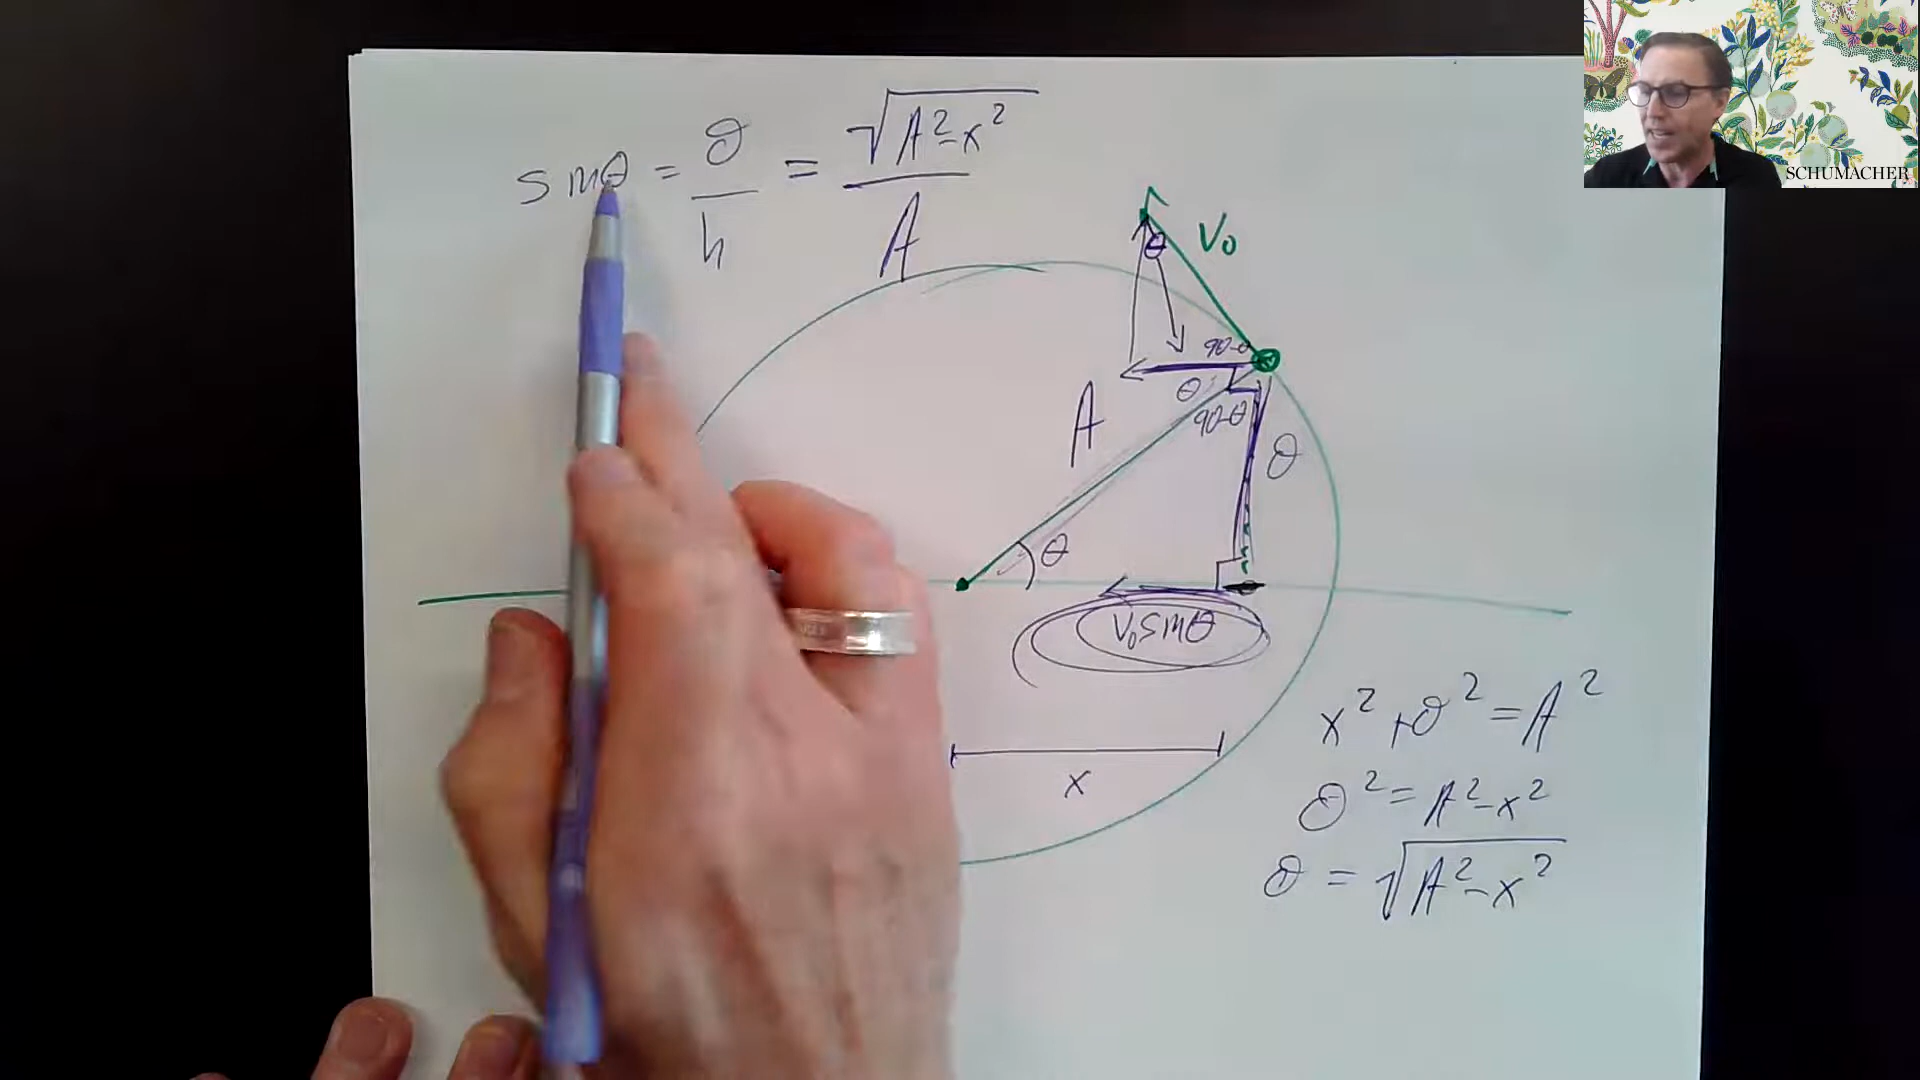 sinθ = o/h = √(A²-x²)/A
SCHUMACHER
θ
V₀
90-θ
θ
A
90-θ
o
θ
V₀sinθ
x
x² + o² = A²
o² = A²-x²
o = √(A²-x²)